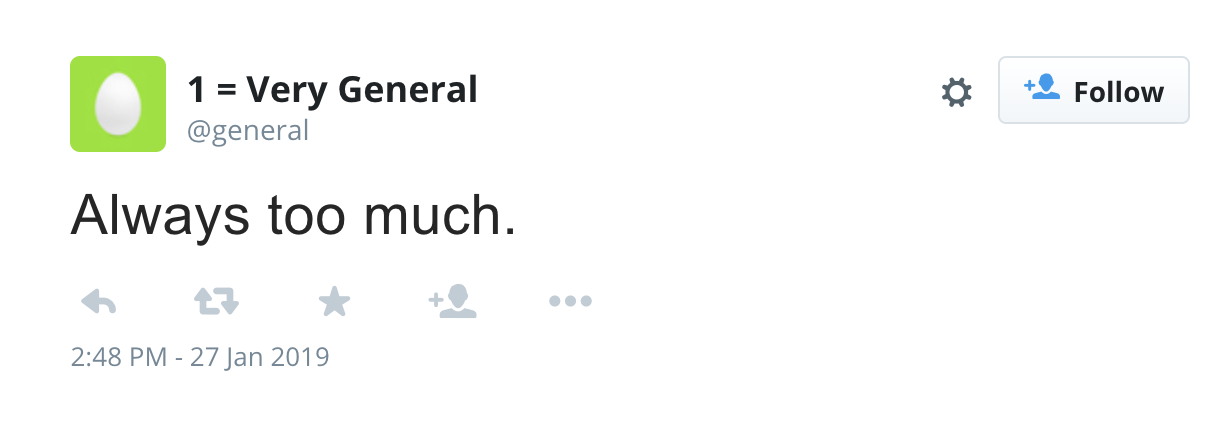 1 = Very General
@general
Follow
Always too much.
2:48 PM - 27 Jan 2019